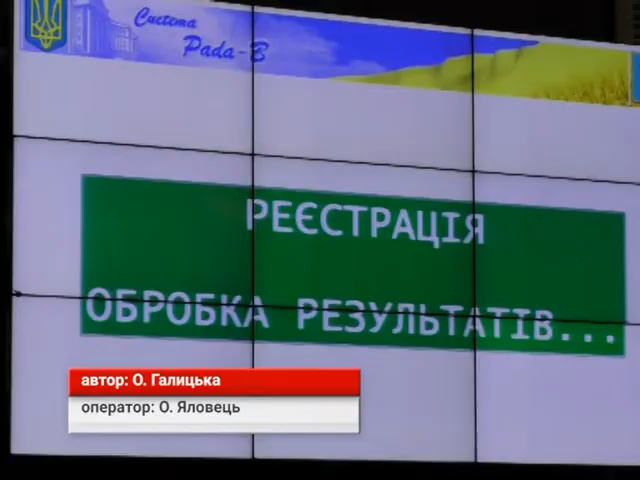 Система
Рада-В
РЕЄСТРАЦІЯ
ОБРОБКА РЕЗУЛЬТАТІВ...
автор: О. Галицька
оператор: О. Яловець